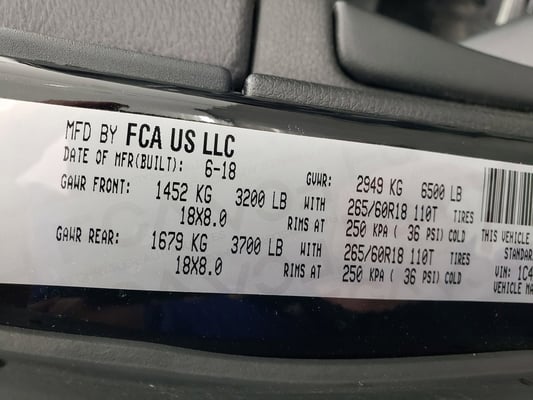 MFD BY FCA US LLC
DATE OF MFR(BUILT): 6-18 GVWR: 2949 KG 6500 LB
GAWR FRONT: 1452 KG 3200 LB WITH 265/60R18 110T TIRES
18X8.0 RIMS AT 250 KPA ( 36 PSI) COLD
GAWR REAR: 1679 KG 3700 LB WITH 265/60R18 110T TIRES
18X8.0 RIMS AT 250 KPA ( 36 PSI) COLD
THIS VEHICLE
STANDAR
VIN: 1C4
VEHICLE MA